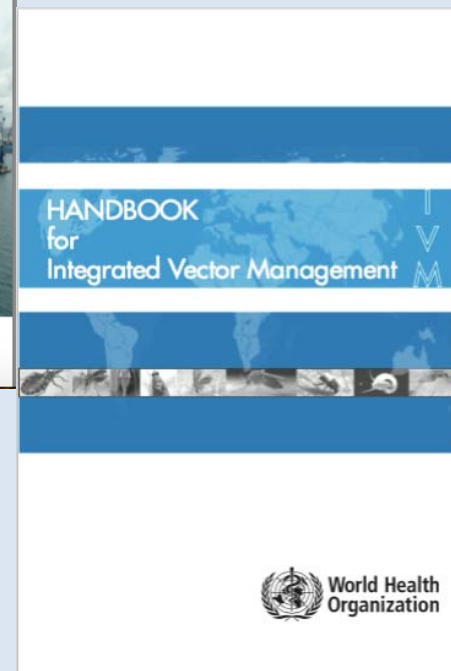 HANDBOOK
for
Integrated Vector Management
I
V
M
World Health
Organization